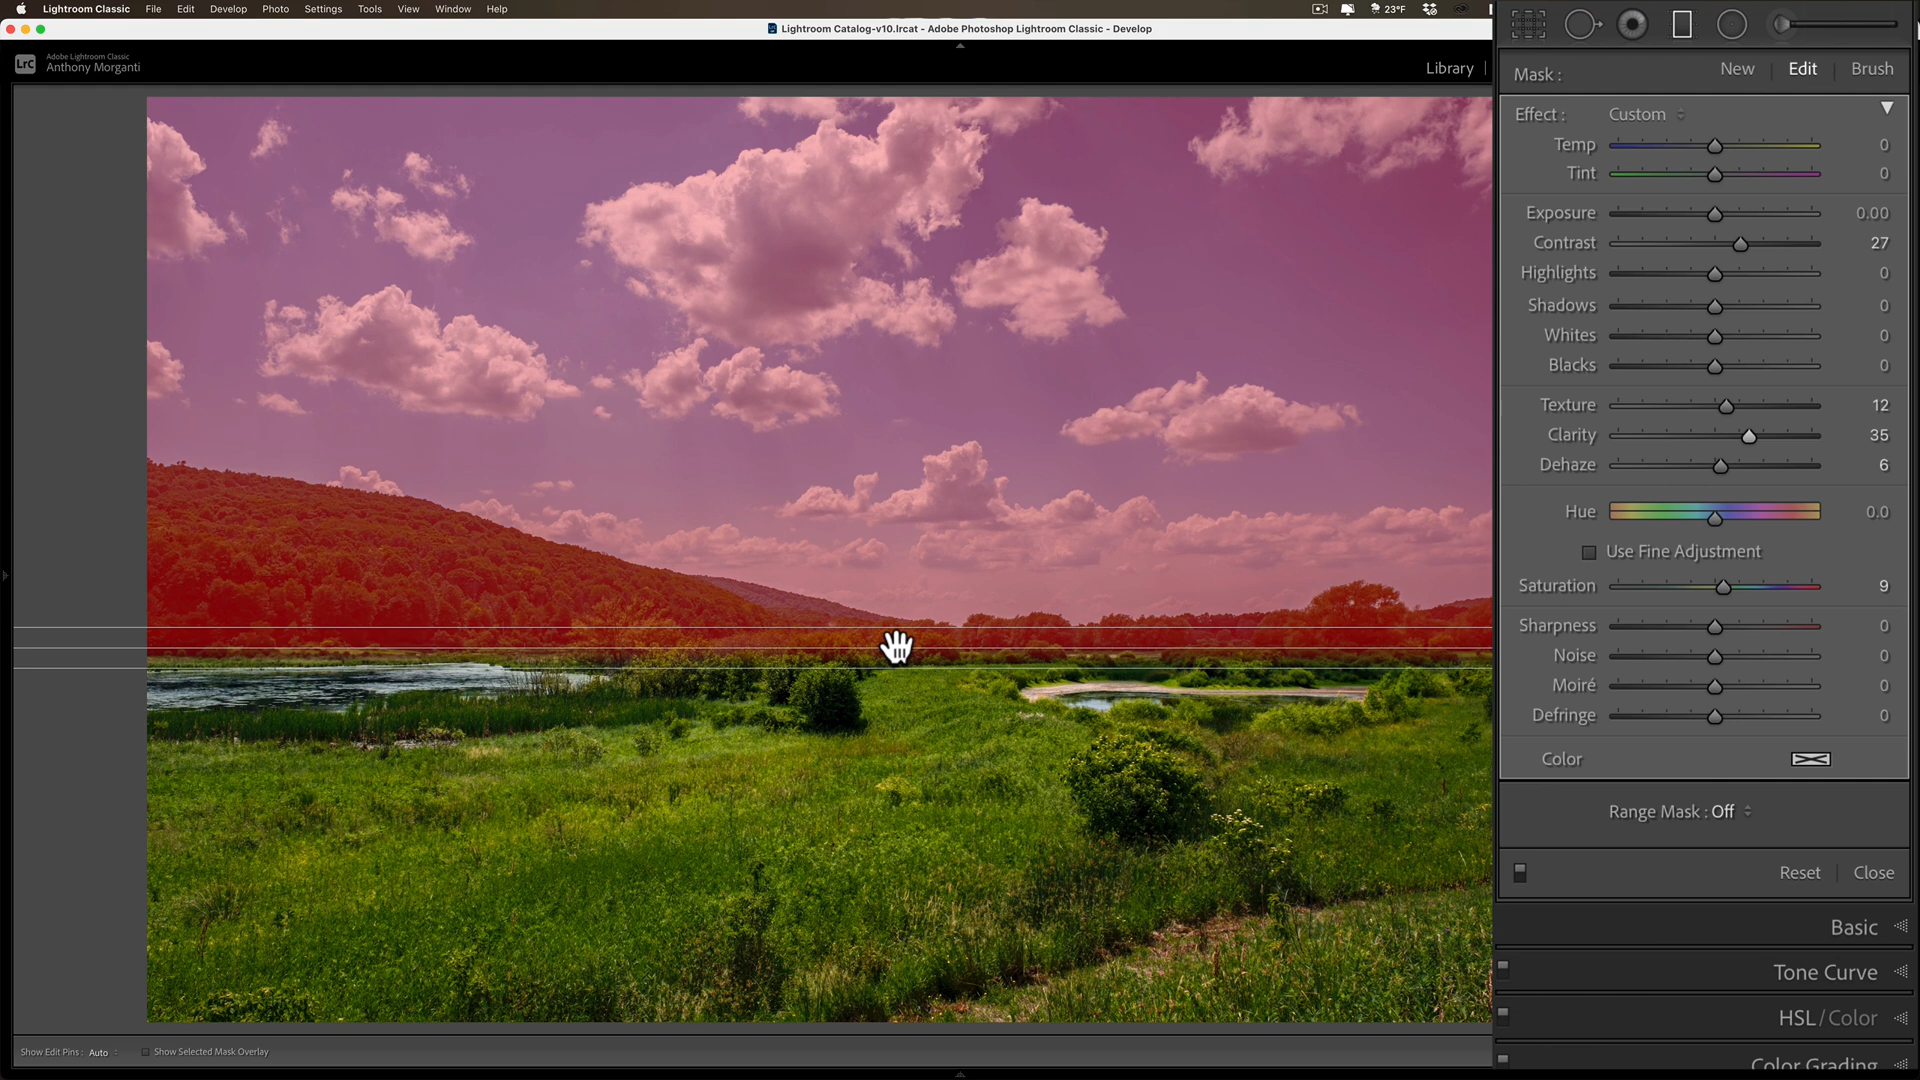 Lightroom Classic File Edit Develop Photo Settings Tools View Window Help 23°F
Lightroom Catalog-v10.lrcat - Adobe Photoshop Lightroom Classic - Develop
LrC Adobe Lightroom Classic
Anthony Morganti
Library |
Mask : New | Edit | Brush
Effect : Custom
Temp 0
Tint 0
Exposure 0.00
Contrast 27
Highlights 0
Shadows 0
Whites 0
Blacks 0
Texture 12
Clarity 35
Dehaze 6
Hue 0.0
Use Fine Adjustment
Saturation 9
Sharpness 0
Noise 0
Moiré 0
Defringe 0
Color
Range Mask : Off
Reset | Close
Basic
Tone Curve
HSL / Color
Color Grading
Show Edit Pins : Auto Show Selected Mask Overlay